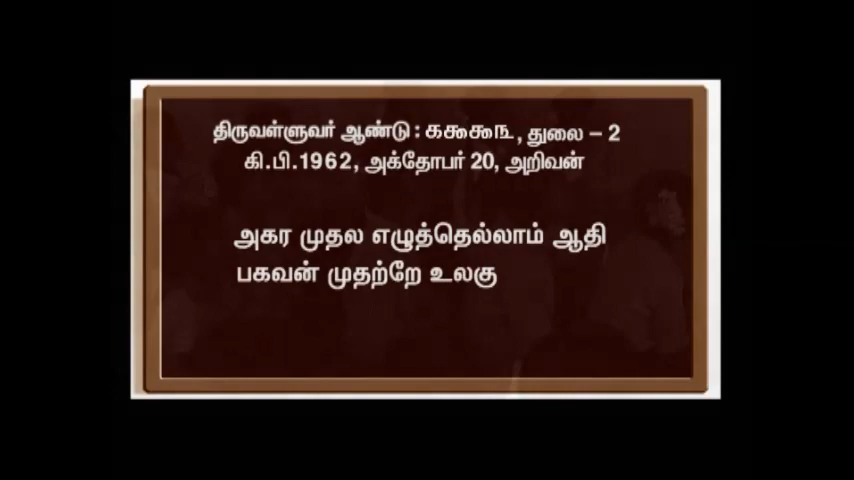 திருவள்ளுவர் ஆண்டு : ௧௯௯௩, துலை – 2
கி.பி.1962, அக்தோபர் 20, அறிவன்
அகர முதல எழுத்தெல்லாம் ஆதி
பகவன் முதற்றே உலகு